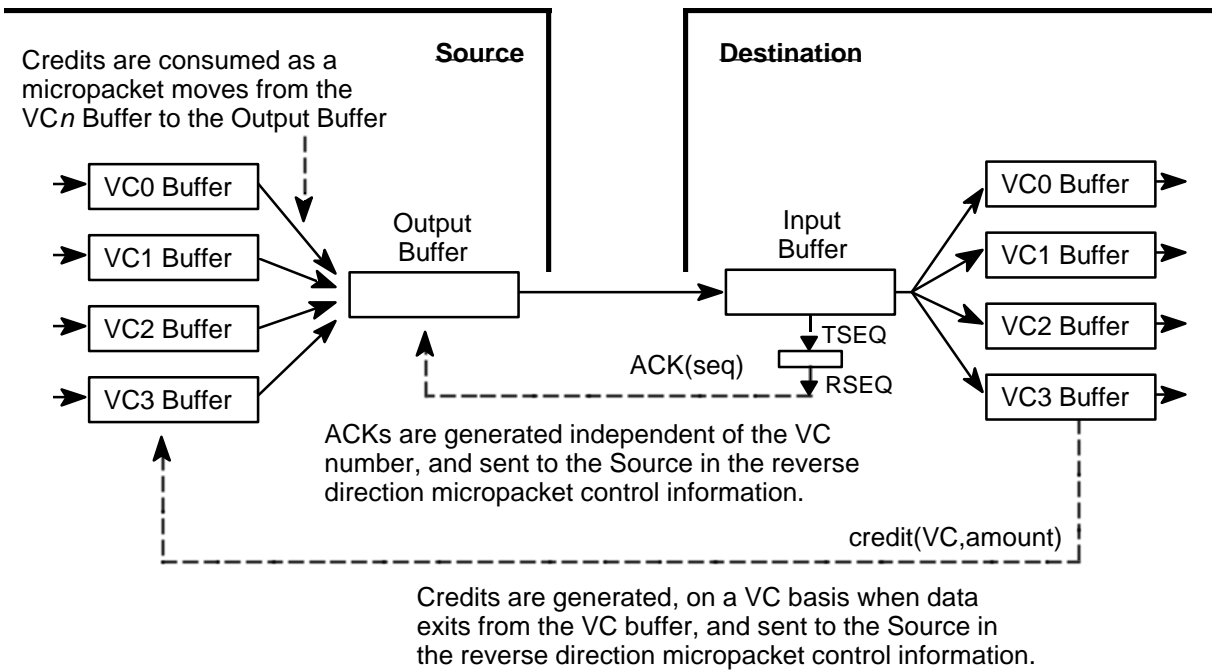 Source
Destination
Credits are consumed as a
micropacket moves from the
VCn Buffer to the Output Buffer
VC0 Buffer
VC1 Buffer
VC2 Buffer
VC3 Buffer
Output
Buffer
Input
Buffer
VC0 Buffer
VC1 Buffer
VC2 Buffer
VC3 Buffer
TSEQ
RSEQ
ACK(seq)
ACKs are generated independent of the VC
number, and sent to the Source in the reverse
direction micropacket control information.
credit(VC,amount)
Credits are generated, on a VC basis when data
exits from the VC buffer, and sent to the Source in
the reverse direction micropacket control information.